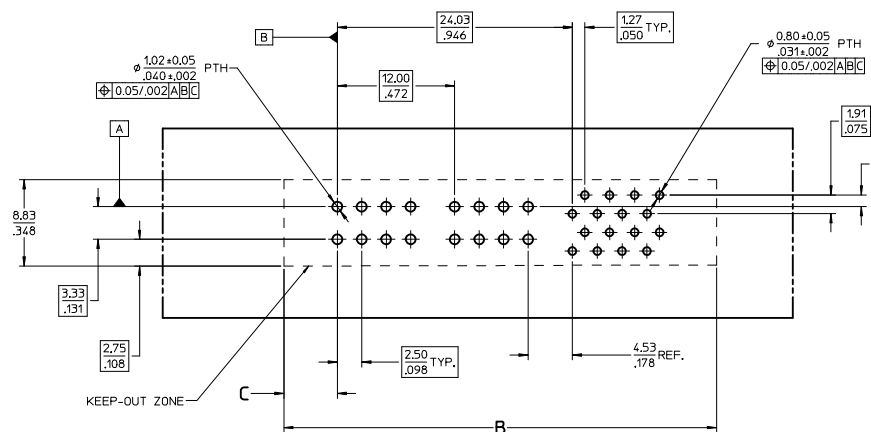 24.03
.946
1.27
.050 TYP.
B
⌀ 0.80±0.05
.031±.002 PTH
⌖ 0.05/.002 A B C
⌀ 1.02±0.05
.040±.002 PTH
⌖ 0.05/.002 A B C
12.00
.472
1.91
.075
A
8.83
.348
3.33
.131
2.75
.108
2.50
.098 TYP.
4.53
.178 REF.
C
KEEP-OUT ZONE
B